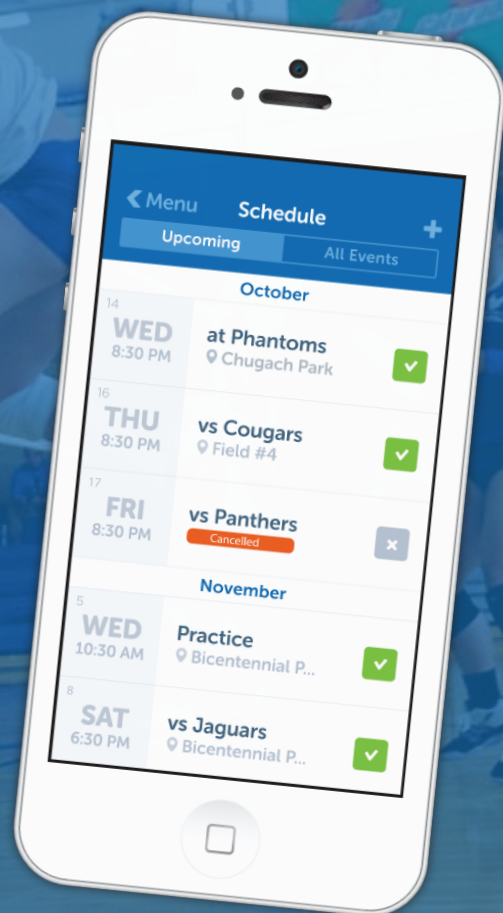 Menu
Schedule
+
Upcoming
All Events
October
14
WED
8:30 PM
at Phantoms
Chugach Park
16
THU
8:30 PM
vs Cougars
Field #4
17
FRI
8:30 PM
vs Panthers
Cancelled
November
5
WED
10:30 AM
Practice
Bicentennial P...
8
SAT
6:30 PM
vs Jaguars
Bicentennial P...